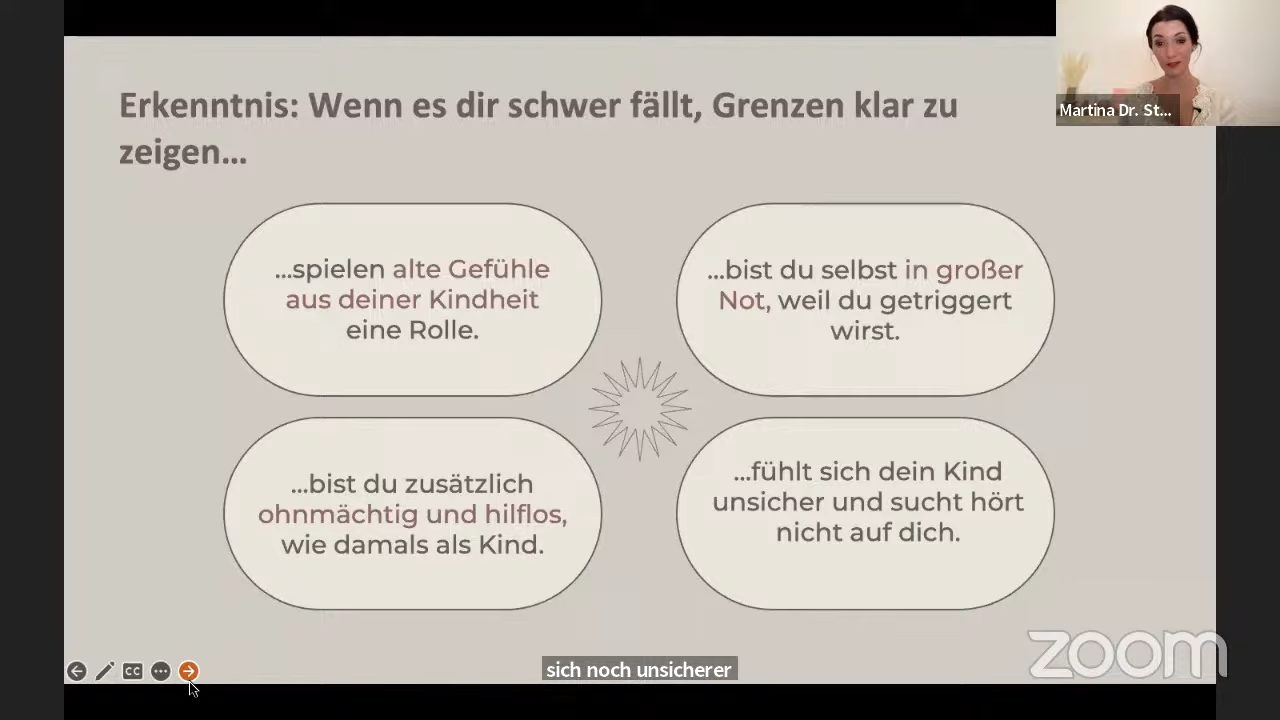 Erkenntnis: Wenn es dir schwer fällt, Grenzen klar zu
zeigen...
Martina Dr. St...
...spielen alte Gefühle
aus deiner Kindheit
eine Rolle.
...bist du selbst in großer
Not, weil du getriggert
wirst.
...bist du zusätzlich
ohnmächtig und hilflos,
wie damals als Kind.
...fühlt sich dein Kind
unsicher und sucht hört
nicht auf dich.
CC
sich noch unsicherer
zoom